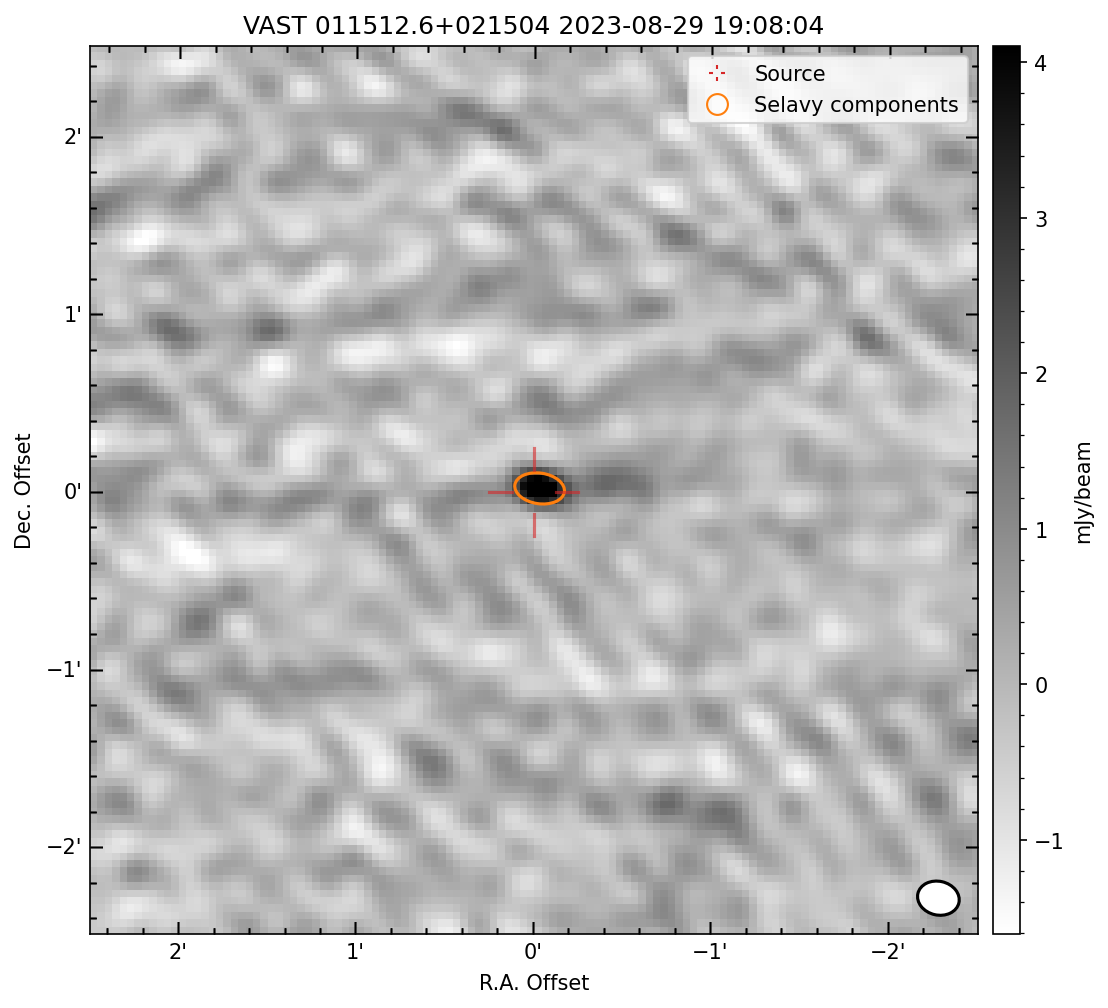 VAST 011512.6+021504 2023-08-29 19:08:04
Source
Selavy components
2'
1'
0'
−1'
−2'
Dec. Offset
2'
1'
0'
−1'
−2'
R.A. Offset
4
3
2
1
0
−1
mJy/beam